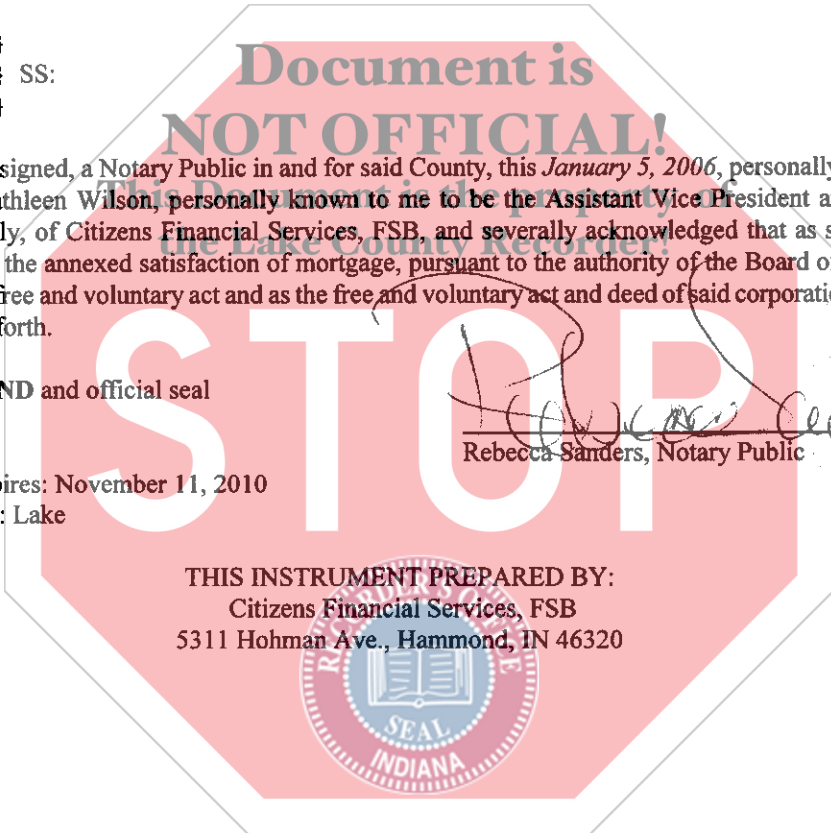 SS:
Document is
NOT OFFICIAL!
signed, a Notary Public in and for said County, this January 5, 2006, personally
thleen Wilson, personally known to me to be the Assistant Vice President a
This Document is the property of
ly, of Citizens Financial Services, FSB, and severally acknowledged that as s
the Lake County Recorder!
the annexed satisfaction of mortgage, pursuant to the authority of the Board o
free and voluntary act and as the free and voluntary act and deed of said corporati
forth.
STOP
ND and official seal
Rebecca Sanders, Notary Public
ires: November 11, 2010
: Lake
THIS INSTRUMENT PREPARED BY:
Citizens Financial Services, FSB
5311 Hohman Ave., Hammond, IN 46320
RECORDER'S OFFICE
SEAL
INDIANA